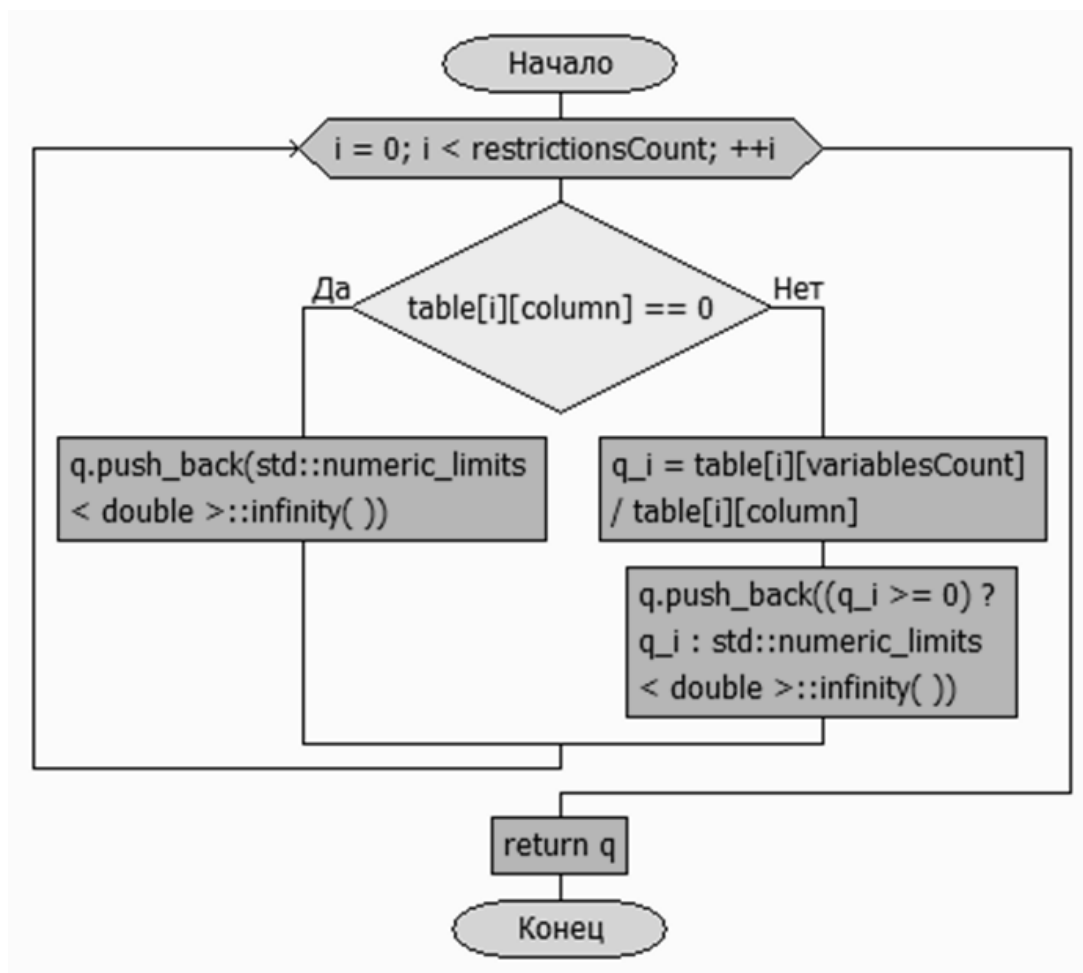 Начало
i = 0; i < restrictionsCount; ++i
Да
Нет
table[i][column] == 0
q.push_back(std::numeric_limits
< double >::infinity( ))
q_i = table[i][variablesCount]
/ table[i][column]
q.push_back((q_i >= 0) ?
q_i : std::numeric_limits
< double >::infinity( ))
return q
Конец